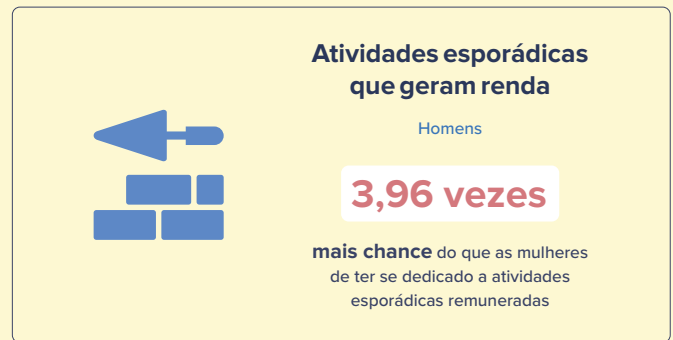 Atividades esporádicas
que geram renda
Homens
3,96 vezes
mais chance do que as mulheres
de ter se dedicado a atividades
esporádicas remuneradas